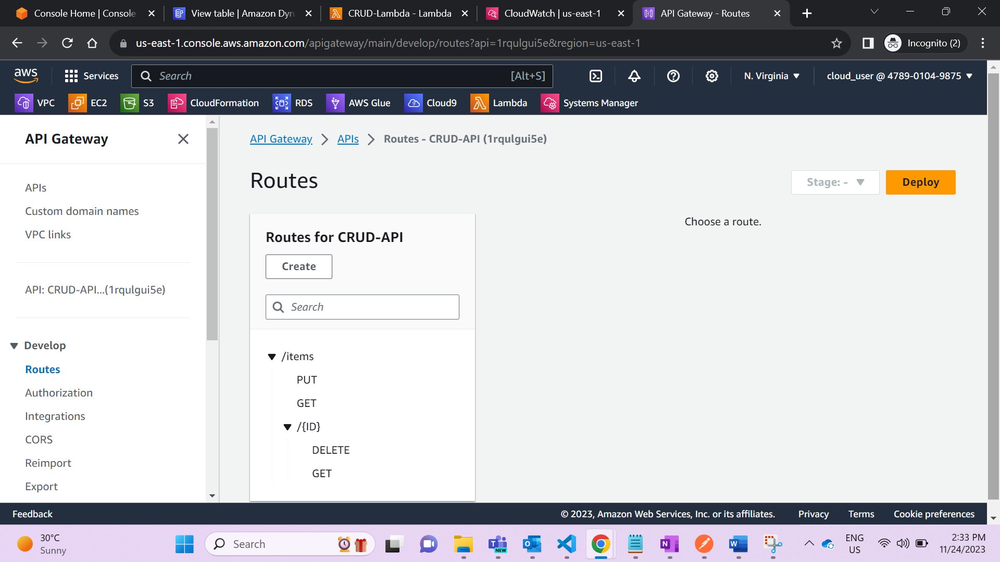 Console Home | Console
View table | Amazon Dyn
CRUD-Lambda - Lambda
CloudWatch | us-east-1
API Gateway - Routes
us-east-1.console.aws.amazon.com/apigateway/main/develop/routes?api=1rqulgui5e&region=us-east-1
Incognito (2)
aws
Services
Search
[Alt+S]
N. Virginia
cloud_user @ 4789-0104-9875
VPC
EC2
S3
CloudFormation
RDS
AWS Glue
Cloud9
Lambda
Systems Manager
API Gateway
APIs
Custom domain names
VPC links
API: CRUD-API...(1rqulgui5e)
Develop
Routes
Authorization
Integrations
CORS
Reimport
Export
API Gateway
APIs
Routes - CRUD-API (1rqulgui5e)
Routes
Stage: -
Deploy
Routes for CRUD-API
Create
Search
/items
PUT
GET
/{ID}
DELETE
GET
Choose a route.
Feedback
© 2023, Amazon Web Services, Inc. or its affiliates.
Privacy
Terms
Cookie preferences
30°C
Sunny
Search
NEW
ENG
US
2:33 PM
11/24/2023